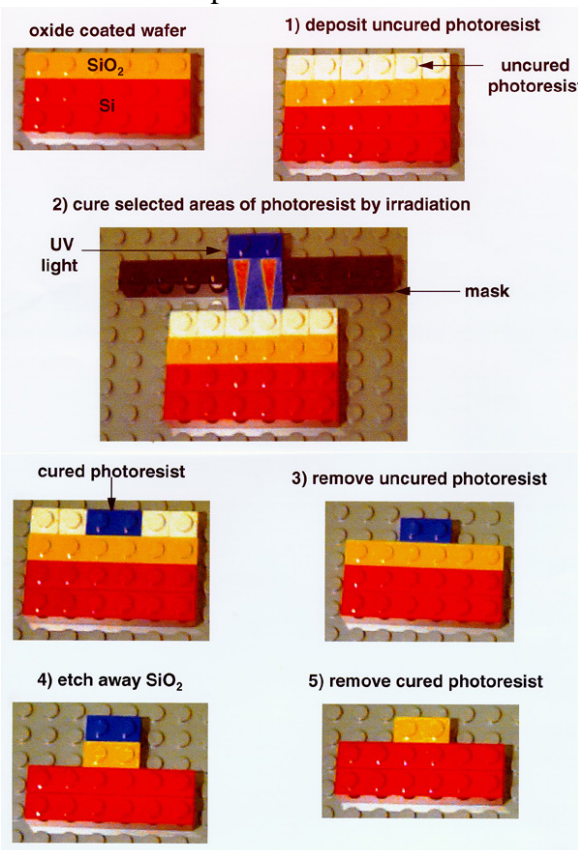 oxide coated wafer
SiO₂
Si
1) deposit uncured photoresist
uncured
photoresist
2) cure selected areas of photoresist by irradiation
UV
light
mask
cured photoresist
3) remove uncured photoresist
4) etch away SiO₂
5) remove cured photoresist